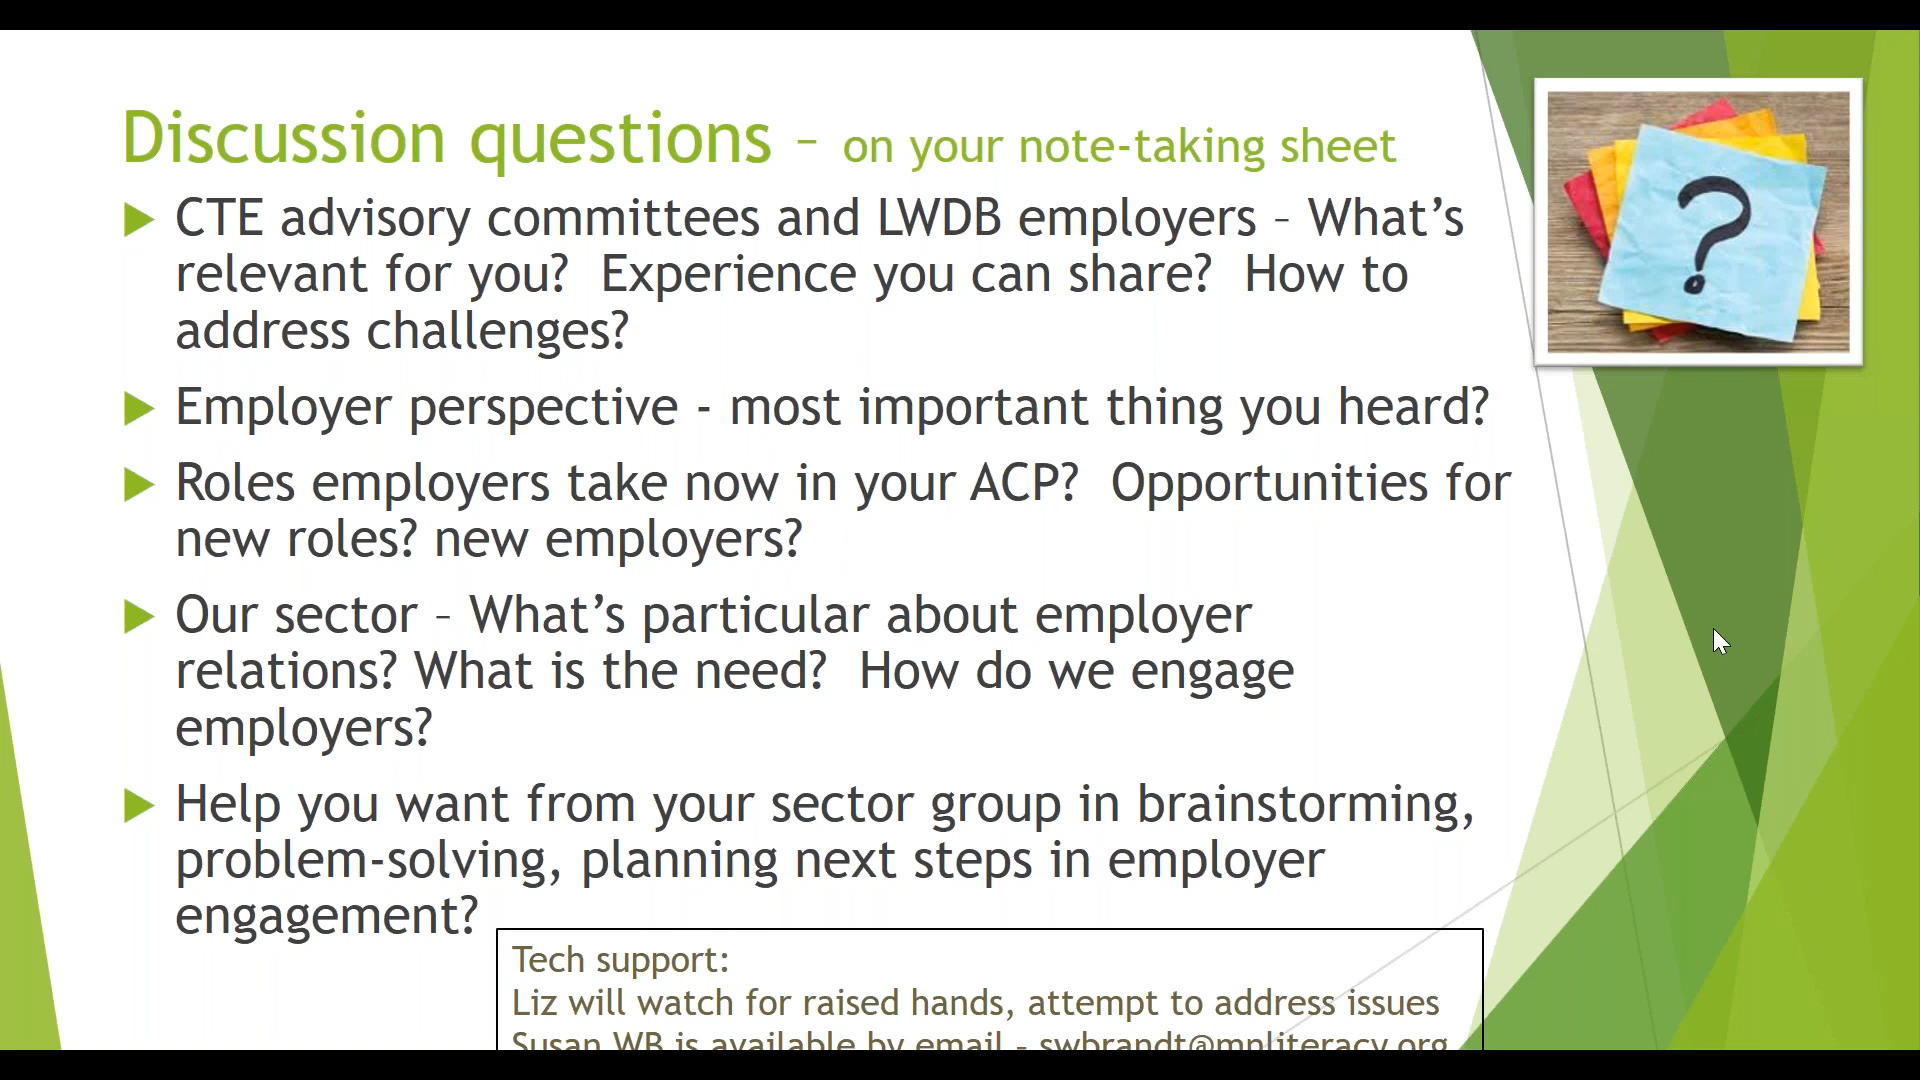 Discussion questions – on your note-taking sheet
CTE advisory committees and LWDB employers – What’s
relevant for you?  Experience you can share?  How to
address challenges?
Employer perspective - most important thing you heard?
Roles employers take now in your ACP?  Opportunities for
new roles? new employers?
Our sector – What’s particular about employer
relations? What is the need?  How do we engage
employers?
Help you want from your sector group in brainstorming,
problem-solving, planning next steps in employer
engagement?
?
Tech support:
Liz will watch for raised hands, attempt to address issues
Susan WB is available by email – swbrandt@mnliteracy.org